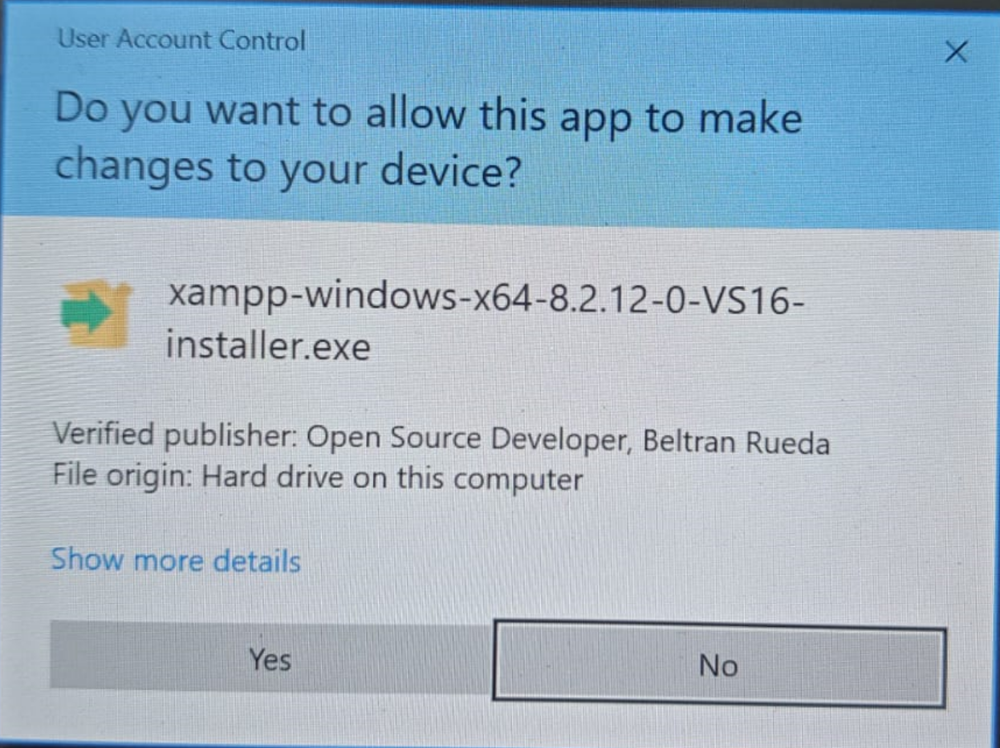 User Account Control
Do you want to allow this app to make
changes to your device?
xampp-windows-x64-8.2.12-0-VS16-
installer.exe
Verified publisher: Open Source Developer, Beltran Rueda
File origin: Hard drive on this computer
Show more details
Yes
No